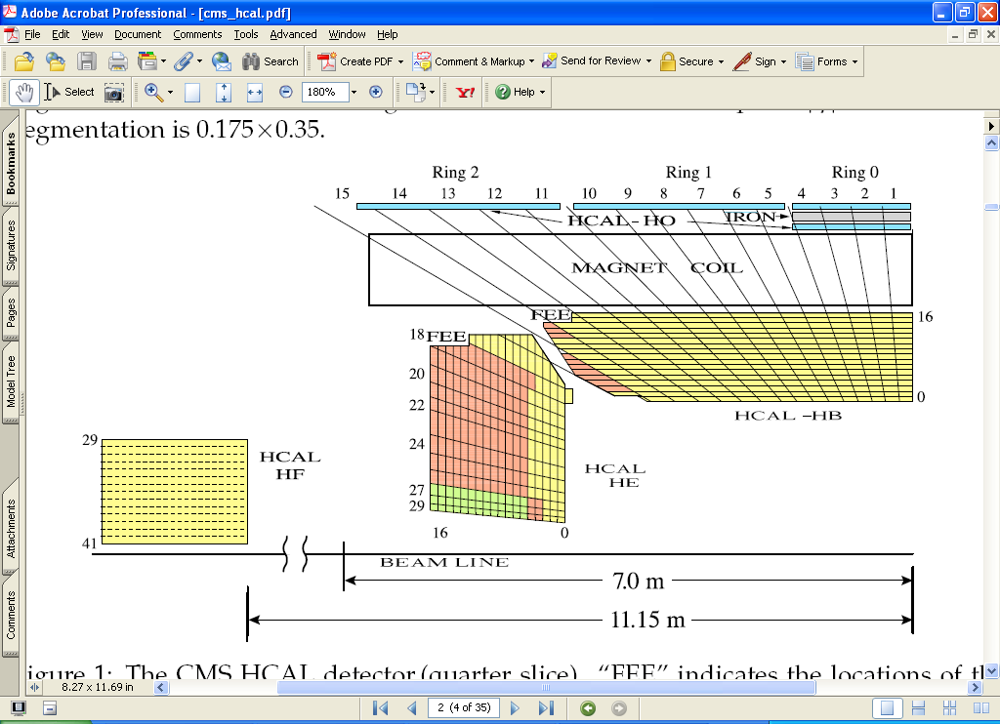 Adobe Acrobat Professional - [cms_hcal.pdf]
File Edit View Document Comments Tools Advanced Window Help
Search Create PDF Comment & Markup Send for Review Secure Sign Forms
Select 180% Y! Help
Bookmarks
Signatures
Pages
Model Tree
Attachments
Comments
egmentation is 0.175×0.35.
Ring 2 Ring 1 Ring 0
15 14 13 12 11 10 9 8 7 6 5 4 3 2 1
HCAL-HO IRON
MAGNET COIL
FEE 16
18 FEE
20
22
24
27
29
0
HCAL -HB
HCAL
HE
29
HCAL
HF
41
16 0
BEAM LINE
7.0 m
11.15 m
igure 1: The CMS HCAL detector (quarter slice). "FEE" indicates the locations of th
8.27 x 11.69 in
2 (4 of 35)